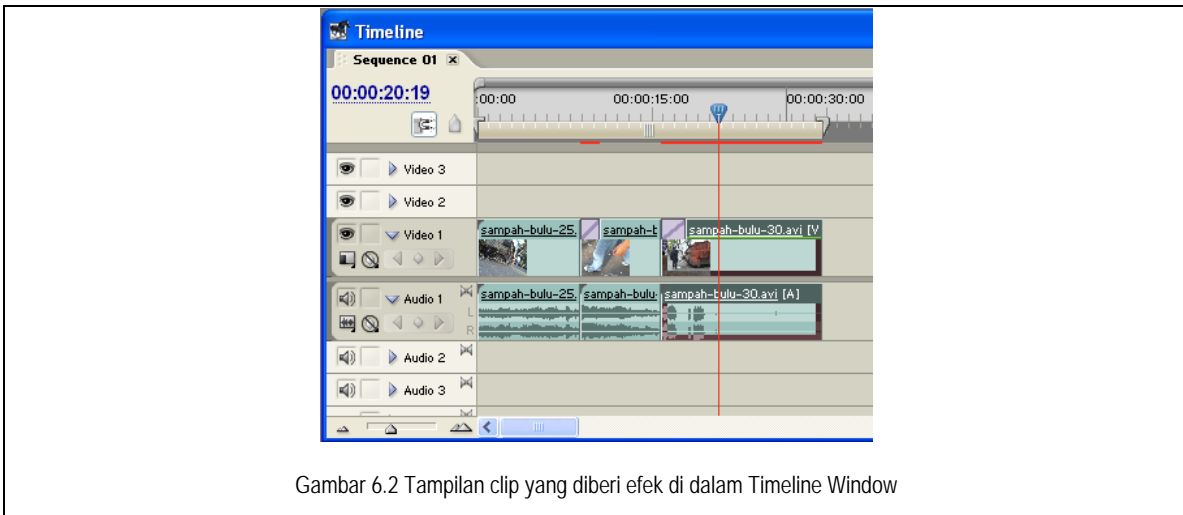 Timeline
Sequence 01
00:00:20:19
:00:00 00:00:15:00 00:00:30:00
Video 3
Video 2
Video 1
sampah-bulu-25. sampah-t sampah-bulu-30.avi [V
Audio 1
L
R
sampah-bulu-25. sampah-bulu- sampah-bulu-30.avi [A]
Audio 2
Audio 3
Gambar 6.2 Tampilan clip yang diberi efek di dalam Timeline Window